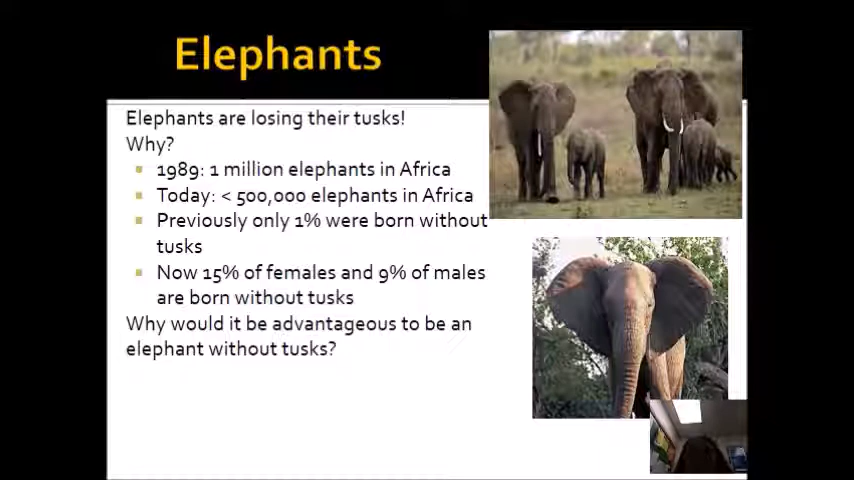 Elephants
Elephants are losing their tusks!
Why?
1989: 1 million elephants in Africa
Today: < 500,000 elephants in Africa
Previously only 1% were born without
tusks
Now 15% of females and 9% of males
are born without tusks
Why would it be advantageous to be an
elephant without tusks?